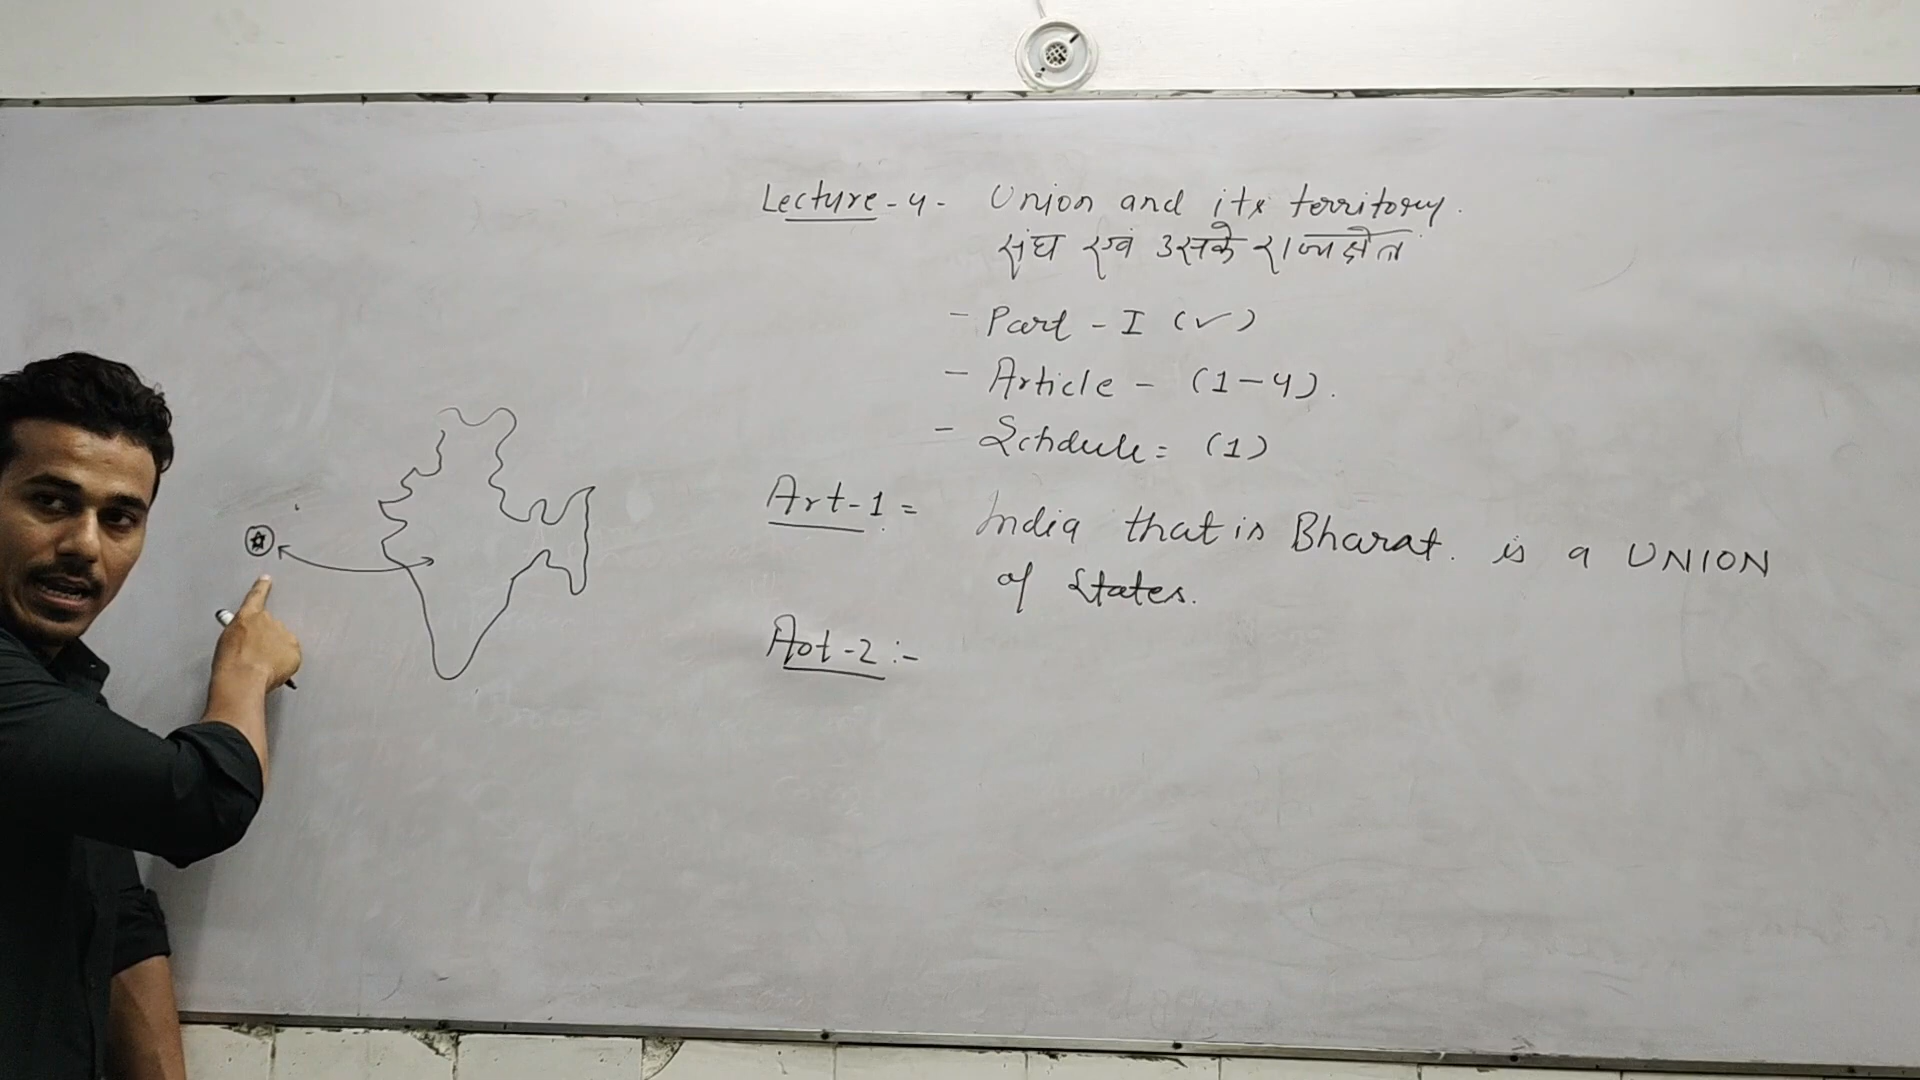 Lecture-4- Union and its territory.
संघ एवं उसके राज्यक्षेत्र
- Part - I (✓)
- Article - (1-4).
- Schdule = (1)
Art-1 = India that is Bharat. is a UNION
of States.
Art-2 :-